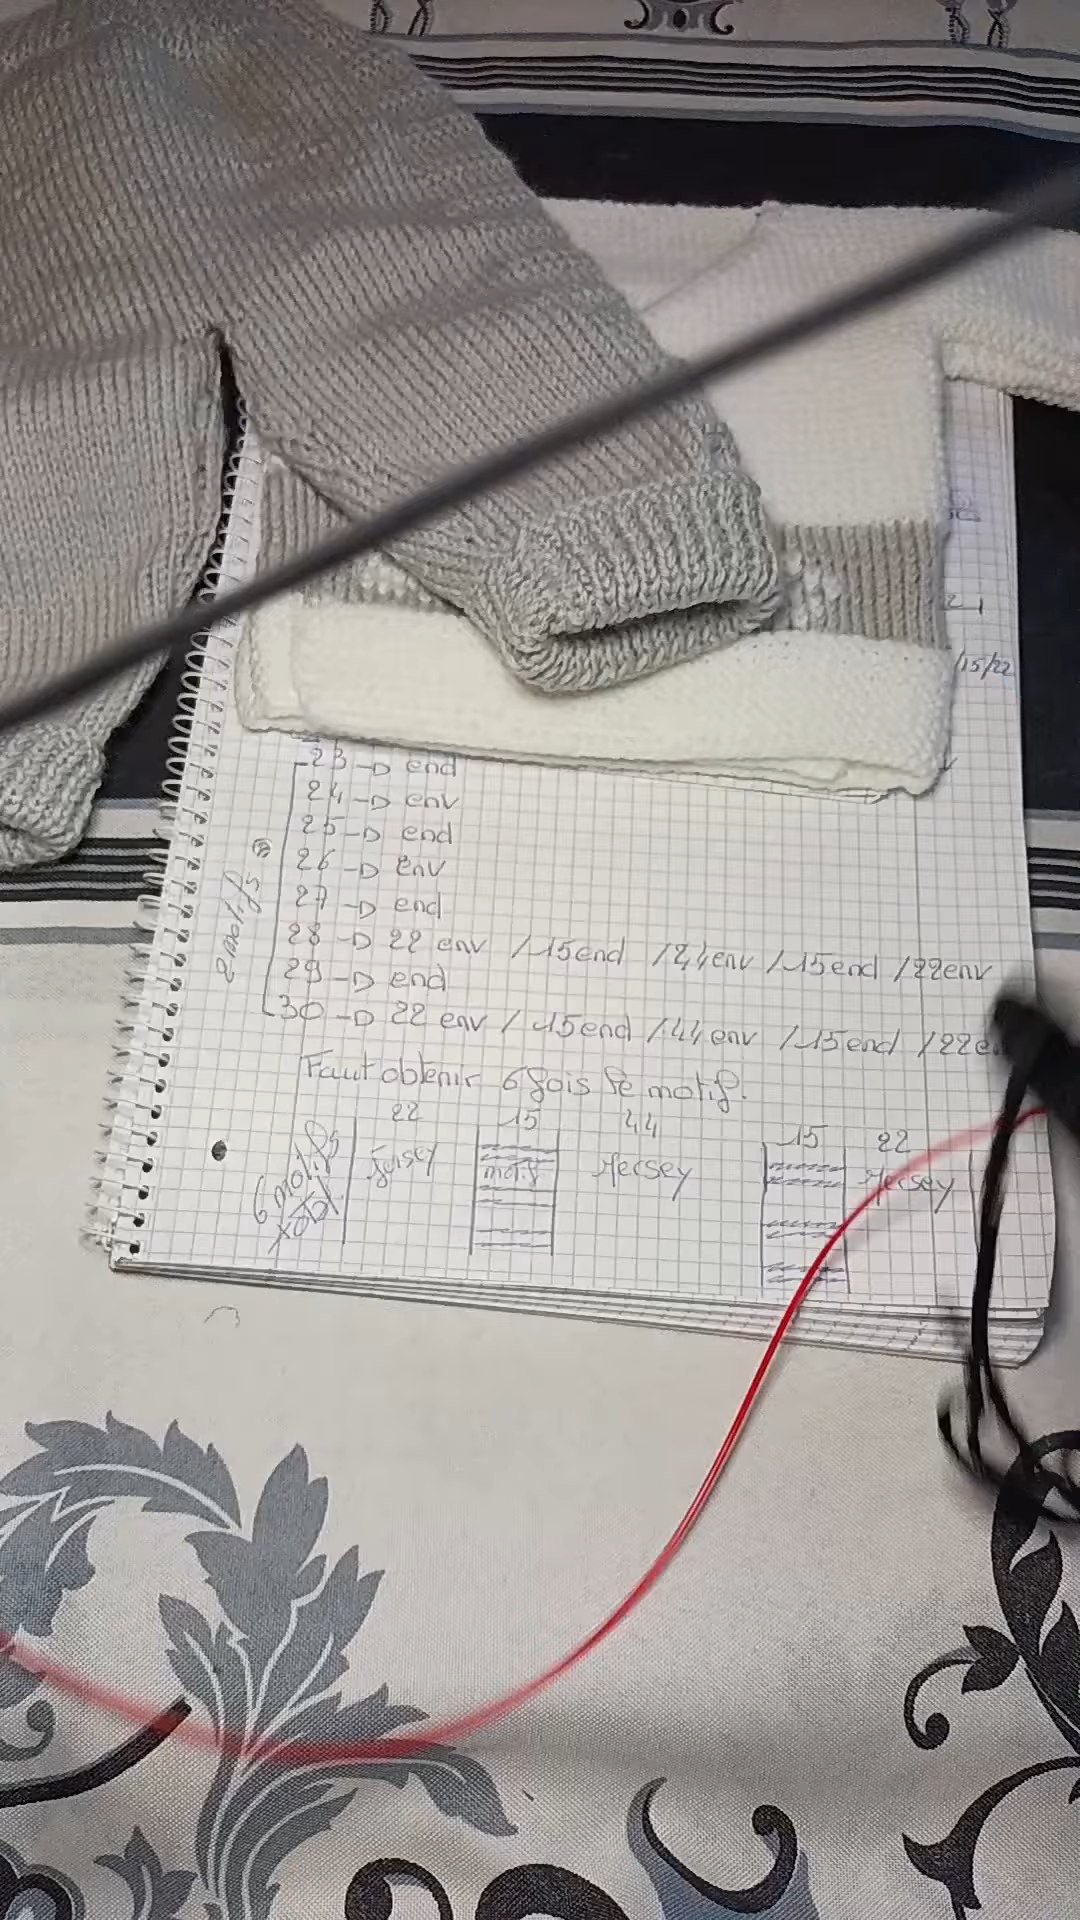 /15/22
23 → end
24 → env
25 → end
26 → env
27 → end
28 → 22 env / 15 end / 44 env / 15 end / 22 env
29 → end
30 → 22 env / 15 end / 44 env / 15 end / 22 e
2 motifs
Faut obtenir 6 fois le motif.
22 15 44 15 22
6 motifs total
Jersey motif Jersey Jersey